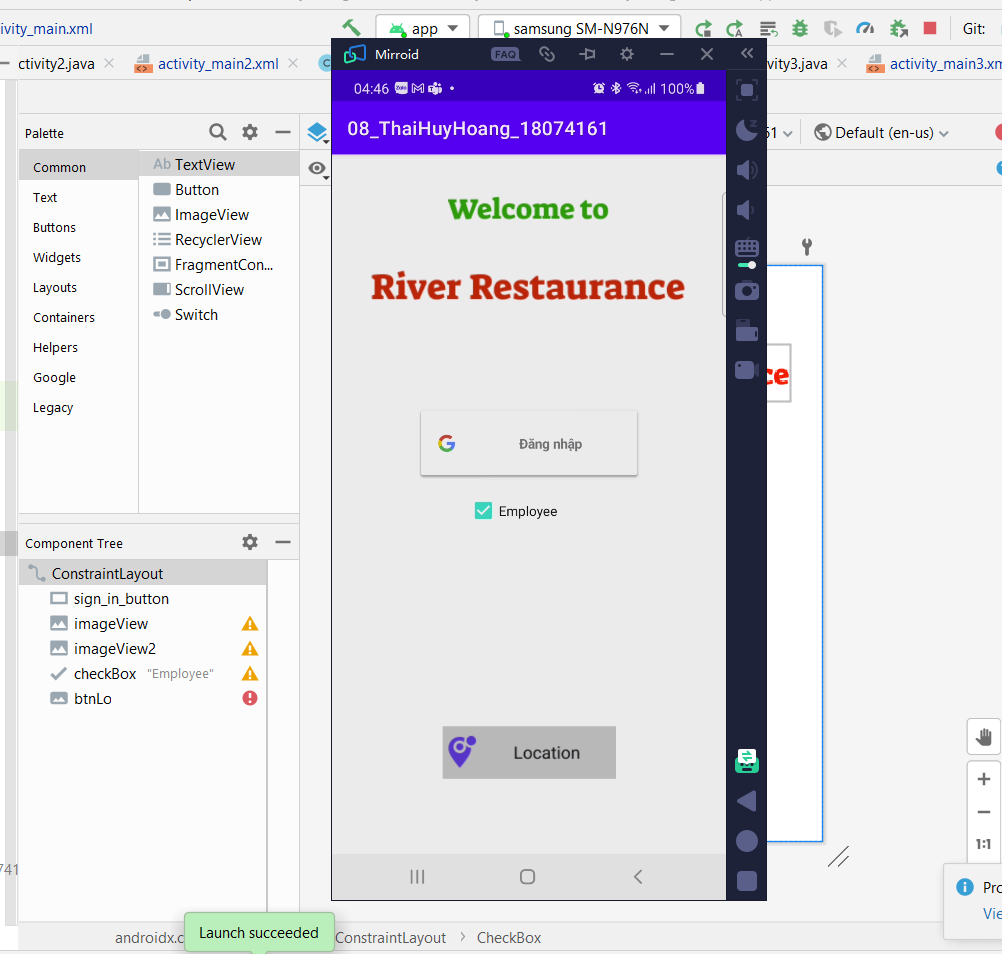 ivity_main.xml
app
samsung SM-N976N
Git:
Mirroid
FAQ
ctivity2.java
activity_main2.xml
vity3.java
activity_main3.xm
04:46
100%
08_ThaiHuyHoang_18074161
Palette
Default (en-us)
Common
Text
Buttons
Widgets
Layouts
Containers
Helpers
Google
Legacy
Ab TextView
Button
ImageView
RecyclerView
FragmentCon...
ScrollView
Switch
Welcome to
River Restaurance
ce
Đăng nhập
Employee
Component Tree
ConstraintLayout
sign_in_button
imageView
imageView2
checkBox "Employee"
btnLo
Location
1:1
741
Pro
Vie
Launch succeeded
androidx.c
ConstraintLayout
CheckBox